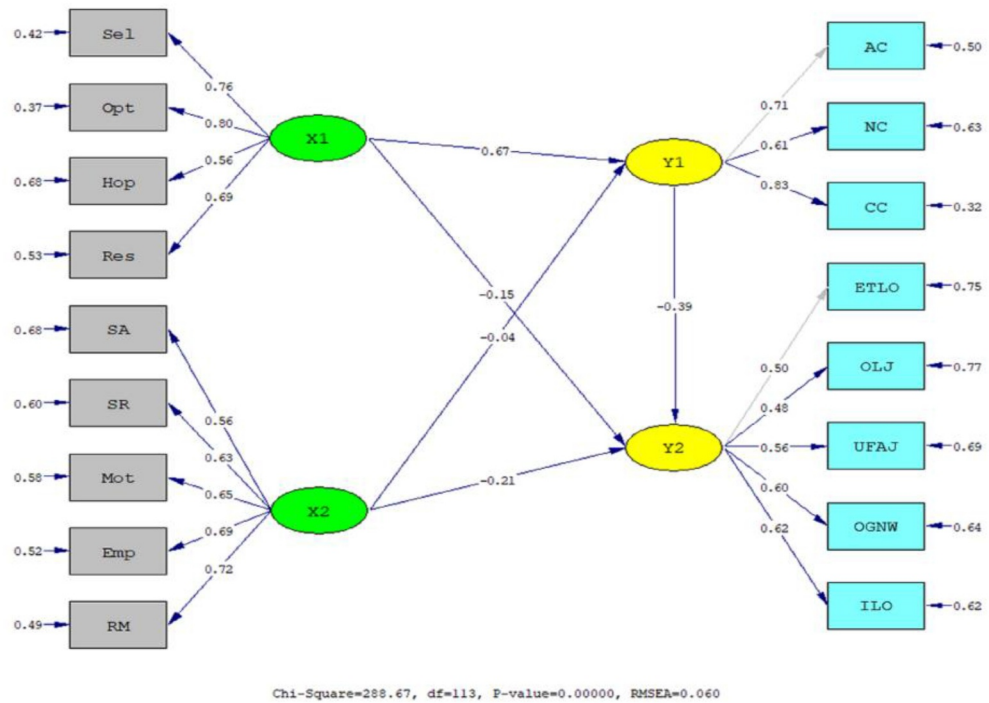 0.42 Sel
0.37 Opt
0.68 Hop
0.53 Res
0.68 SA
0.60 SR
0.58 Mot
0.52 Emp
0.49 RM
0.76
0.80
0.56
0.69
0.56
0.63
0.65
0.69
0.72
X1
X2
0.67
-0.15
-0.04
-0.21
Y1
-0.39
Y2
0.71
0.61
0.83
0.50
0.48
0.56
0.60
0.62
AC 0.50
NC 0.63
CC 0.32
ETLO 0.75
OLJ 0.77
UFAJ 0.69
OGNW 0.64
ILO 0.62
Chi-Square=288.67, df=113, P-value=0.00000, RMSEA=0.060